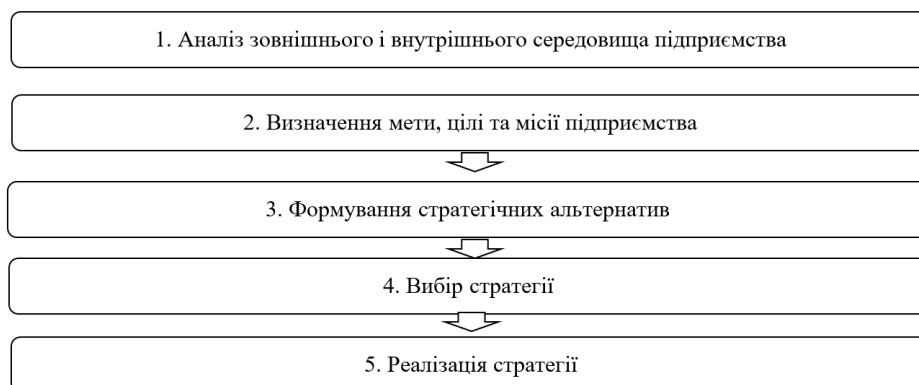 1. Аналіз зовнішнього і внутрішнього середовища підприємства
2. Визначення мети, цілі та місії підприємства
3. Формування стратегічних альтернатив
4. Вибір стратегії
5. Реалізація стратегії